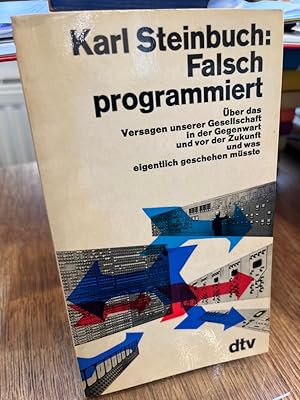 Karl Steinbuch:
Falsch
programmiert
Über das
Versagen unserer Gesellschaft
in der Gegenwart
und vor der Zukunft
und was
eigentlich geschehen müsste
dtv